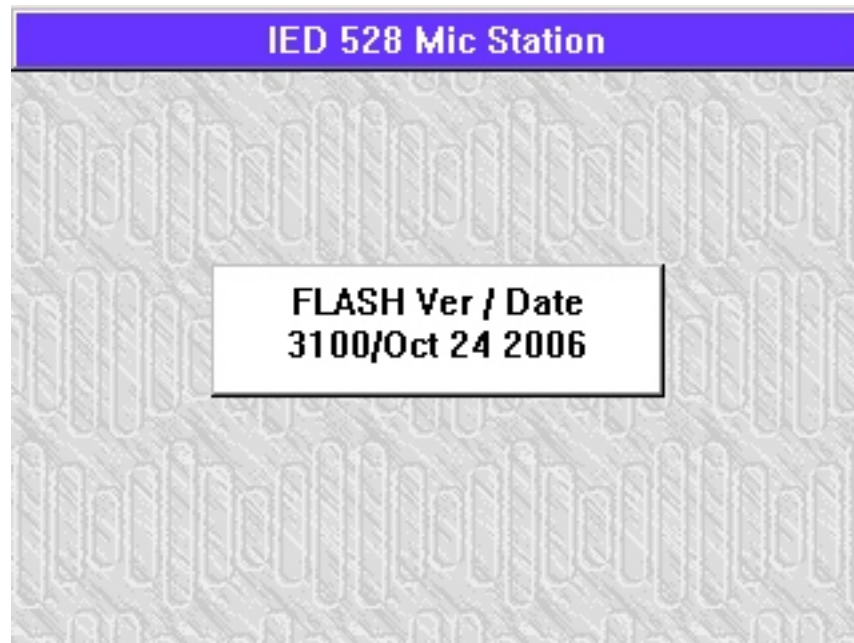 IED 528 Mic Station
FLASH Ver / Date
3100/Oct 24 2006